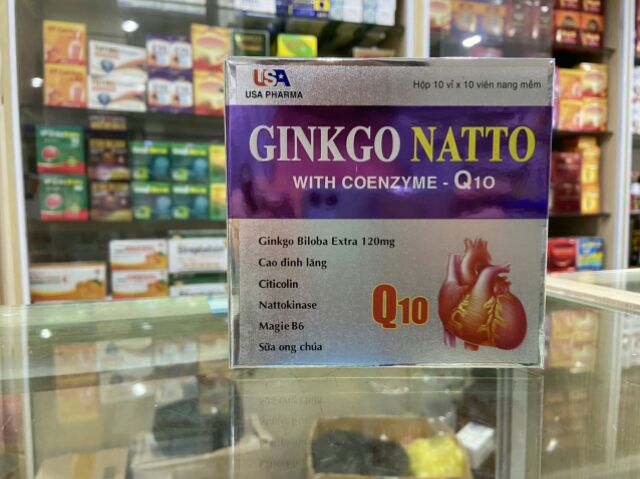 USA
USA PHARMA
Hộp 10 vỉ x 10 viên nang mềm
GINKGO NATTO
WITH COENZYME - Q10
Ginkgo Biloba Extra 120mg
Cao đinh lăng
Citicolin
Nattokinase
Magie B6
Sữa ong chúa
Q10